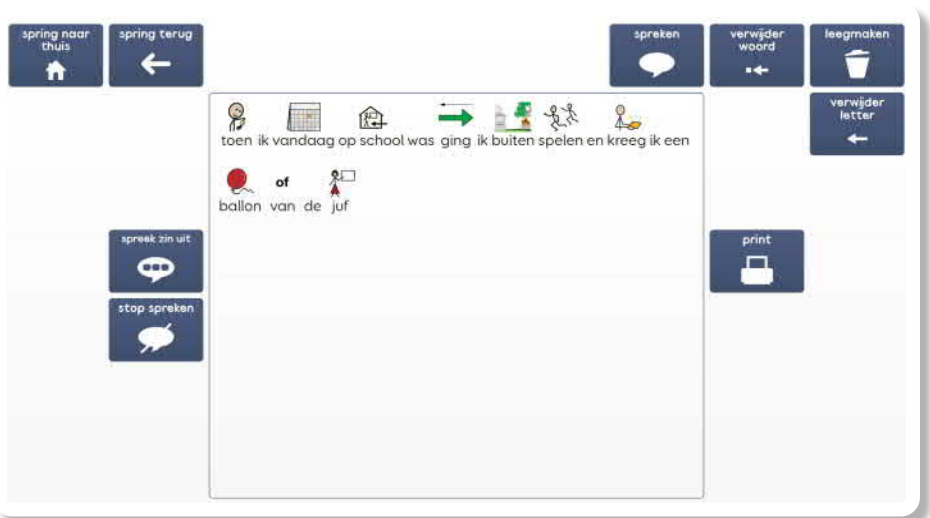 spring naar
thuis
spring terug
spreken
verwijder
woord
leegmaken
verwijder
letter
toen ik vandaag op school was ging ik buiten spelen en kreeg ik een
of
ballon van de juf
spreek zin uit
print
stop spreken